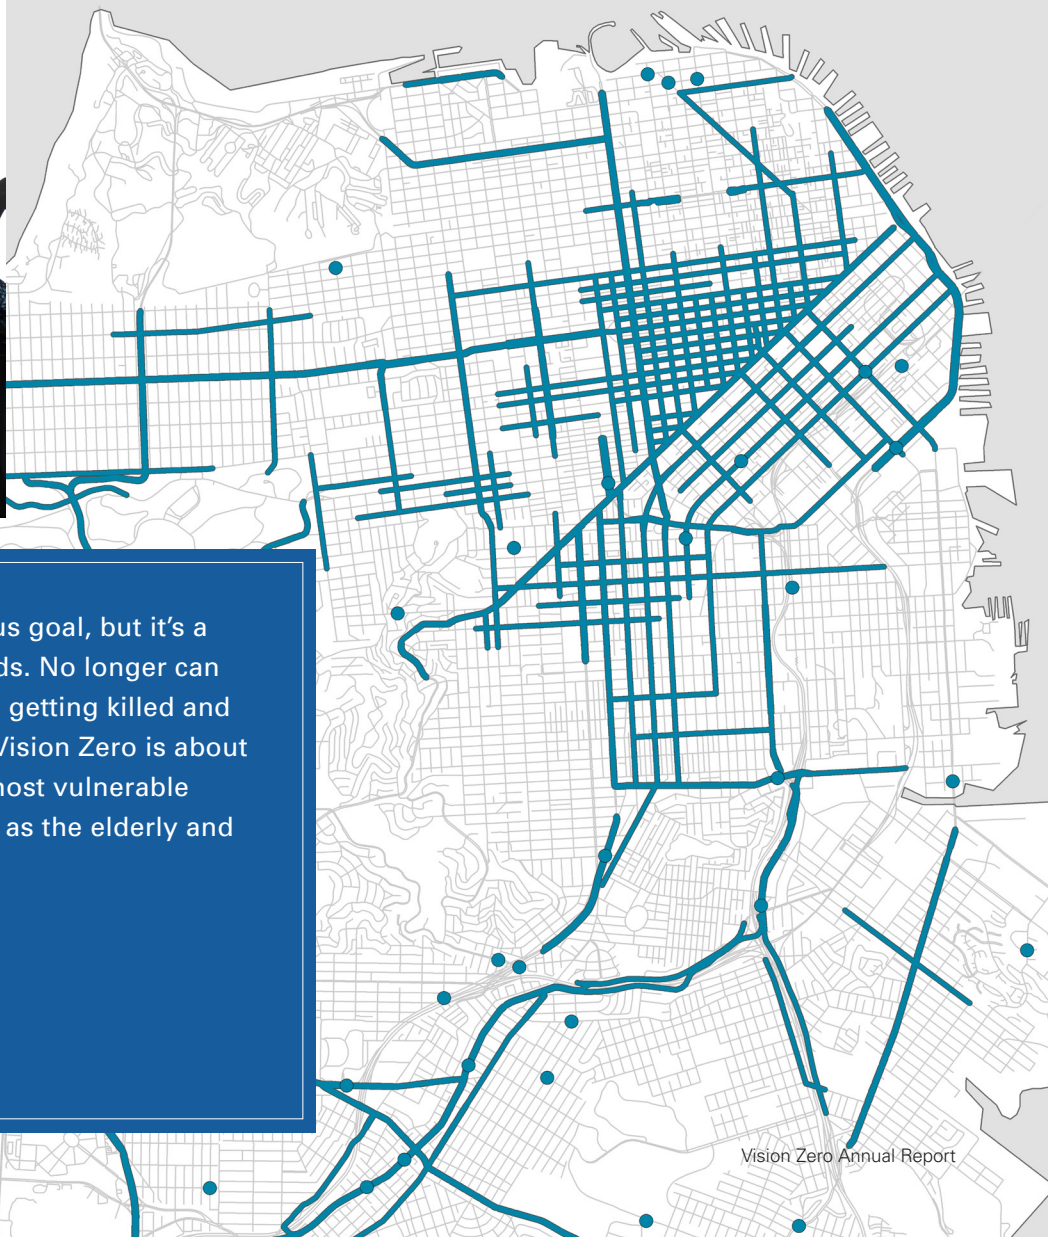 us goal, but it’s a
ds. No longer can
getting killed and
Vision Zero is about
most vulnerable
as the elderly and
Vision Zero Annual Report